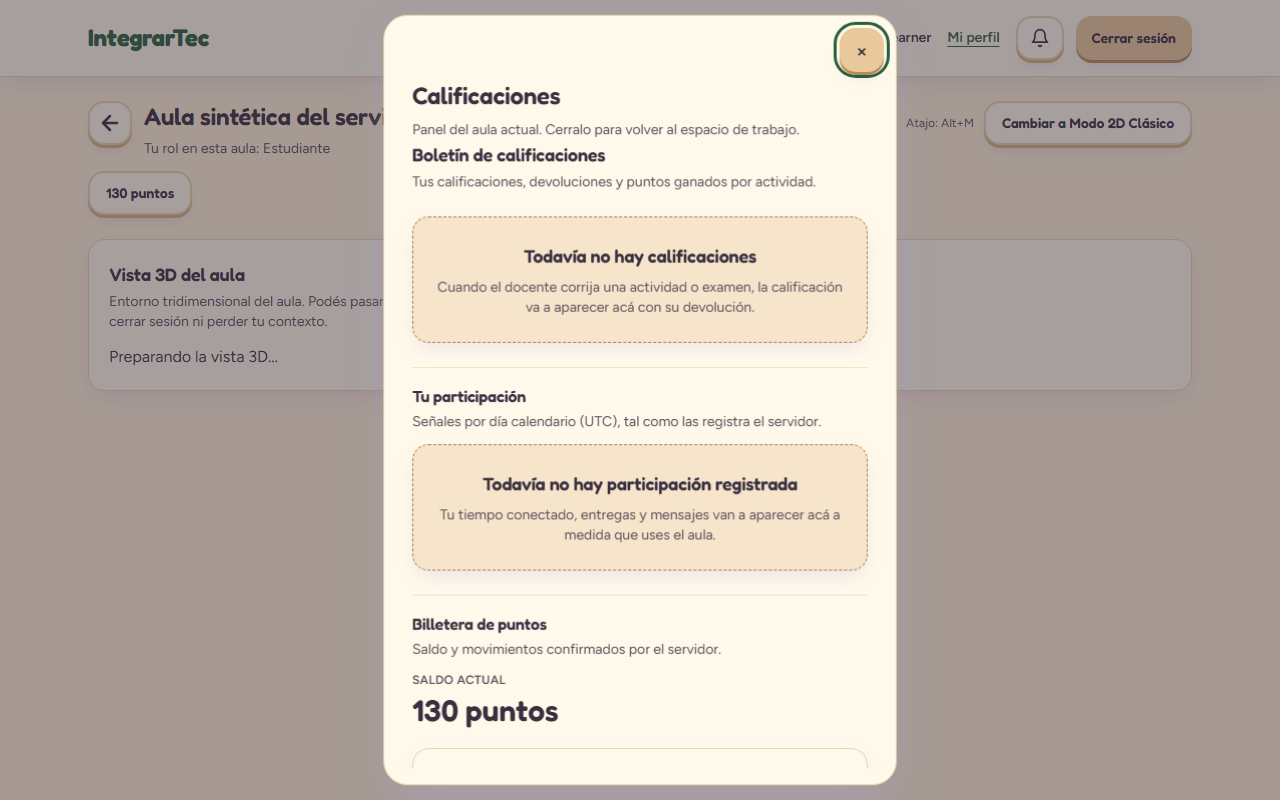 IntegrarTec
Mi perfil
Cerrar sesión
×
Aula sintética del
Tu rol en esta aula: Estudiante
Atajo: Alt+M
Cambiar a Modo 2D Clásico
130 puntos
Vista 3D del aula
Entorno tridimensional del aula. Podés
cerrar sesión ni perder tu contexto.
Preparando la vista 3D...
Calificaciones
Panel del aula actual. Cerralo para volver al espacio de trabajo.
Boletín de calificaciones
Tus calificaciones, devoluciones y puntos ganados por actividad.
Todavía no hay calificaciones
Cuando el docente corrija una actividad o examen, la calificación
va a aparecer acá con su devolución.
Tu participación
Señales por día calendario (UTC), tal como las registra el servidor.
Todavía no hay participación registrada
Tu tiempo conectado, entregas y mensajes van a aparecer acá a
medida que uses el aula.
Billetera de puntos
Saldo y movimientos confirmados por el servidor.
SALDO ACTUAL
130 puntos